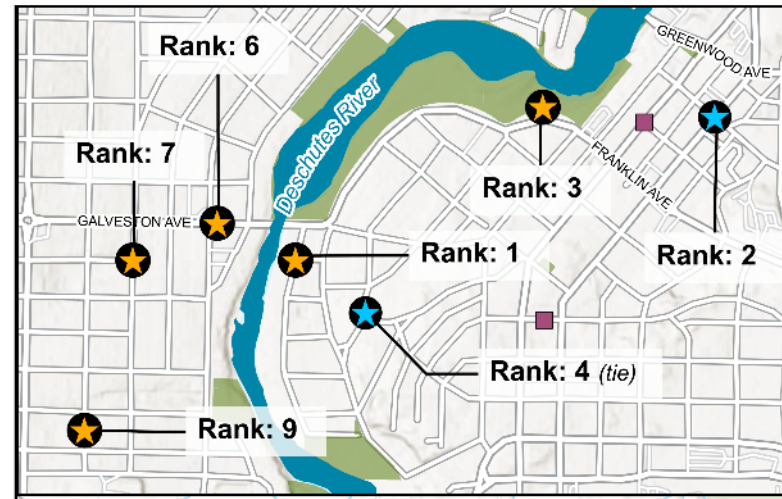 GREENWOOD AVE
Rank: 6
Deschutes River
Rank: 7
Rank: 3
FRANKLIN AVE
GALVESTON AVE
Rank: 1
Rank: 2
Rank: 4 (tie)
Rank: 9